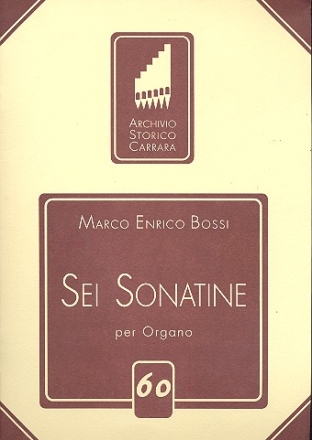 ARCHIVIO
STORICO
CARRARA
MARCO ENRICO BOSSI
SEI SONATINE
per Organo
60